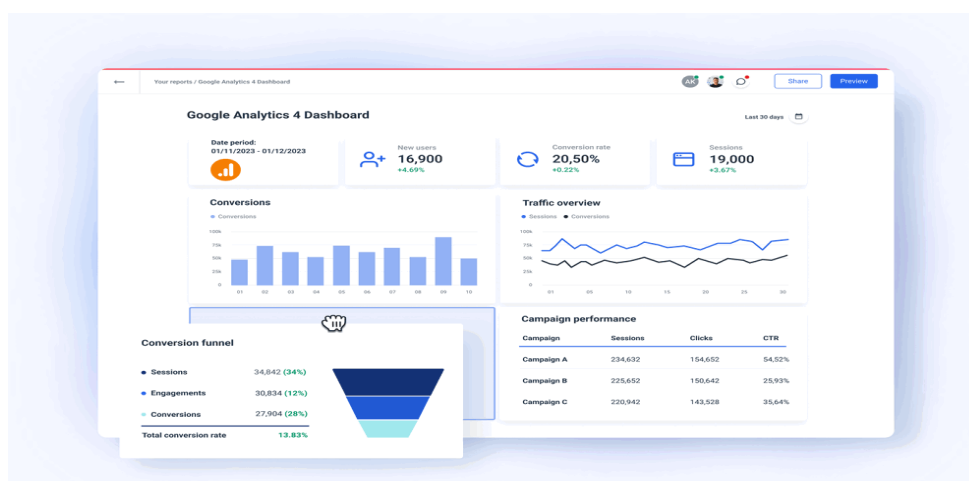 ←
Your reports / Google Analytics 4 Dashboard
AK
Share
Preview
Google Analytics 4 Dashboard
Last 30 days
Date period:
01/11/2023 - 01/12/2023
New users
16,900
+4.69%
Conversion rate
20,50%
+0.22%
Sessions
19,000
+3.67%
Conversions
Conversions
100k
75k
50k
25k
0
01 02 03 04 05 06 07 08 09 10
Traffic overview
Sessions Conversions
100k
75k
50k
25k
0
01 05 10 15 20 25 30
Campaign performance
Campaign Sessions Clicks CTR
Campaign A 234,632 154,652 54,52%
Campaign B 225,652 150,642 25,93%
Campaign C 220,942 143,528 35,64%
Conversion funnel
Sessions 34,842 (34%)
Engagements 30,834 (12%)
Conversions 27,904 (28%)
Total conversion rate 13.83%